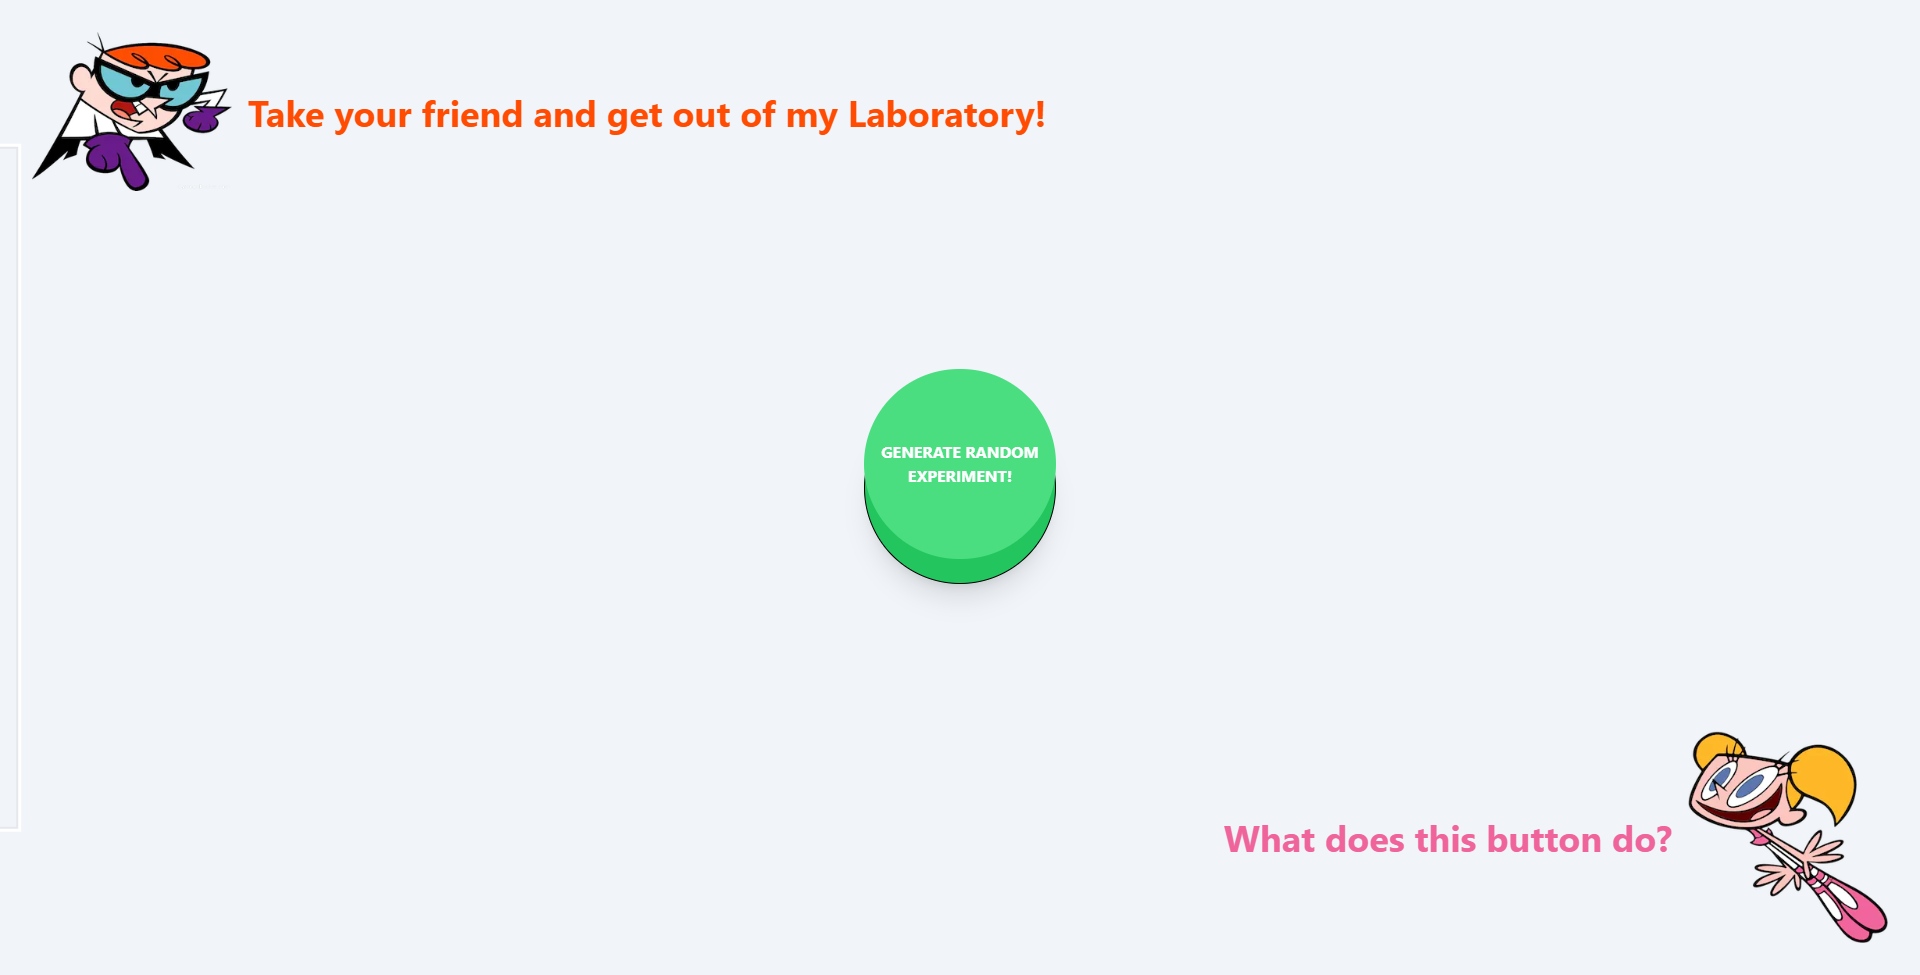 Take your friend and get out of my Laboratory!
GENERATE RANDOM
EXPERIMENT!
What does this button do?